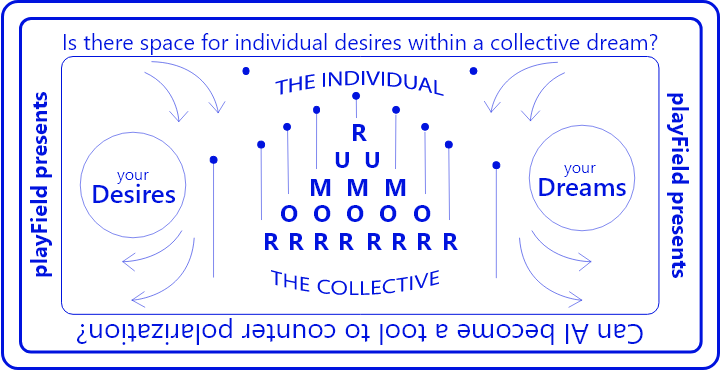 Is there space for individual desires within a collective dream?
playField presents
THE INDIVIDUAL
R
U U
M M M
O O O O O
R R R R R R R R
THE COLLECTIVE
your
Desires
your
Dreams
playField presents
Can AI become a tool to counter polarization?